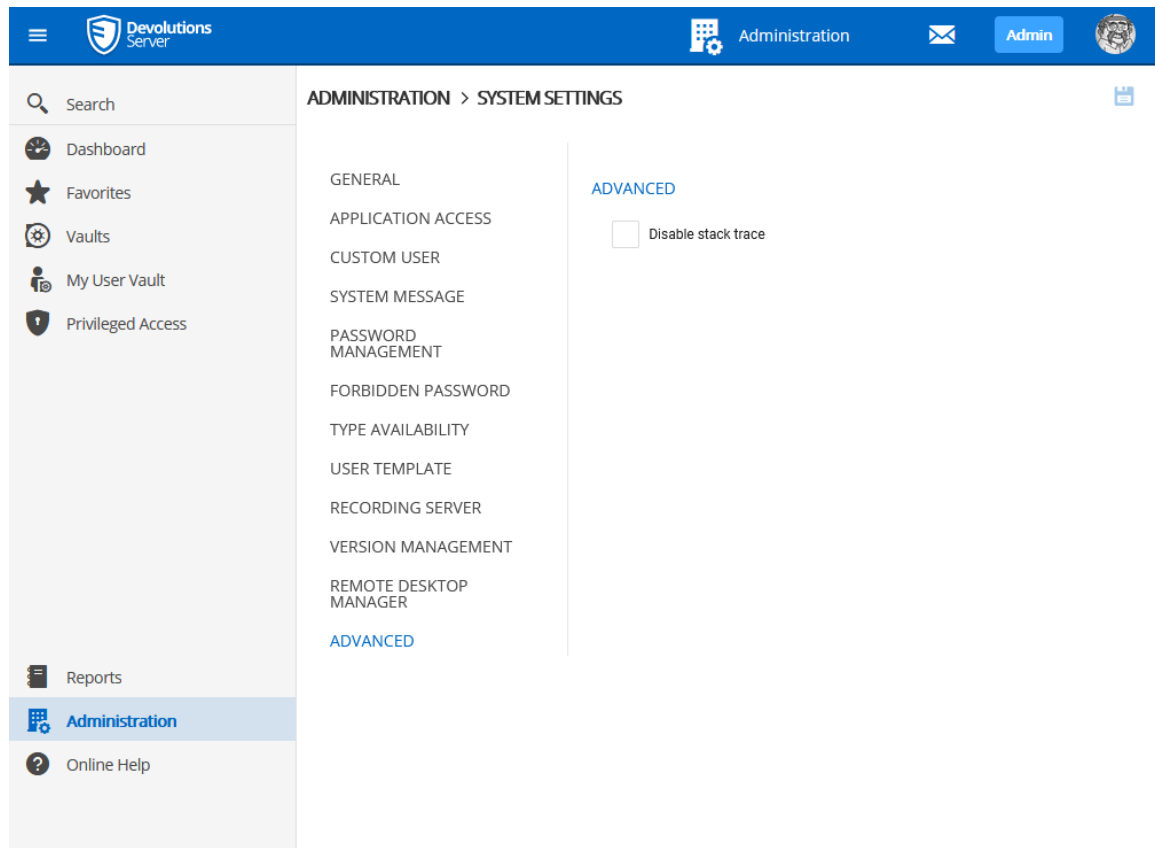 Devolutions
Server
Administration
Admin
Search
Dashboard
Favorites
Vaults
My User Vault
Privileged Access
Reports
Administration
Online Help
ADMINISTRATION > SYSTEM SETTINGS
GENERAL
APPLICATION ACCESS
CUSTOM USER
SYSTEM MESSAGE
PASSWORD
MANAGEMENT
FORBIDDEN PASSWORD
TYPE AVAILABILITY
USER TEMPLATE
RECORDING SERVER
VERSION MANAGEMENT
REMOTE DESKTOP
MANAGER
ADVANCED
ADVANCED
Disable stack trace